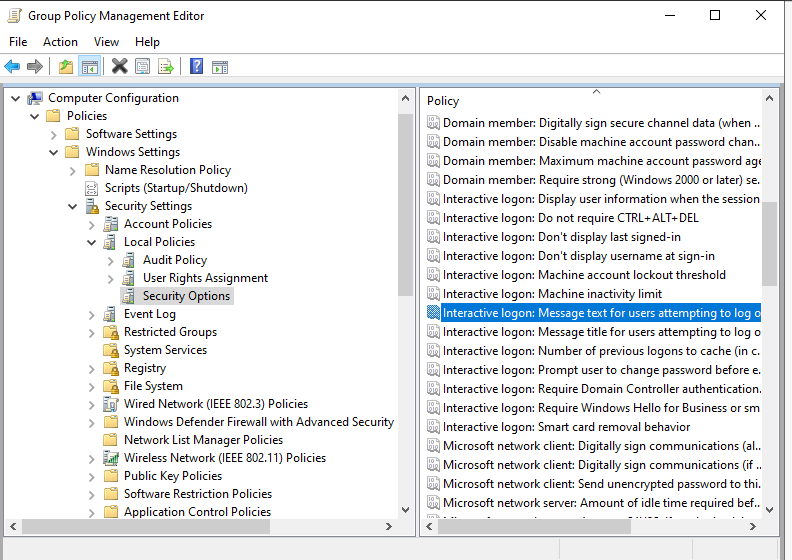 Group Policy Management Editor
File Action View Help
Computer Configuration
Policies
Software Settings
Windows Settings
Name Resolution Policy
Scripts (Startup/Shutdown)
Security Settings
Account Policies
Local Policies
Audit Policy
User Rights Assignment
Security Options
Event Log
Restricted Groups
System Services
Registry
File System
Wired Network (IEEE 802.3) Policies
Windows Defender Firewall with Advanced Security
Network List Manager Policies
Wireless Network (IEEE 802.11) Policies
Public Key Policies
Software Restriction Policies
Application Control Policies
Policy
Domain member: Digitally sign secure channel data (when ...
Domain member: Disable machine account password chan...
Domain member: Maximum machine account password age
Domain member: Require strong (Windows 2000 or later) se...
Interactive logon: Display user information when the session
Interactive logon: Do not require CTRL+ALT+DEL
Interactive logon: Don't display last signed-in
Interactive logon: Don't display username at sign-in
Interactive logon: Machine account lockout threshold
Interactive logon: Machine inactivity limit
Interactive logon: Message text for users attempting to log o
Interactive logon: Message title for users attempting to log o
Interactive logon: Number of previous logons to cache (in c...
Interactive logon: Prompt user to change password before e...
Interactive logon: Require Domain Controller authentication...
Interactive logon: Require Windows Hello for Business or sm
Interactive logon: Smart card removal behavior
Microsoft network client: Digitally sign communications (al...
Microsoft network client: Digitally sign communications (if ...
Microsoft network client: Send unencrypted password to thi...
Microsoft network server: Amount of idle time required bef...